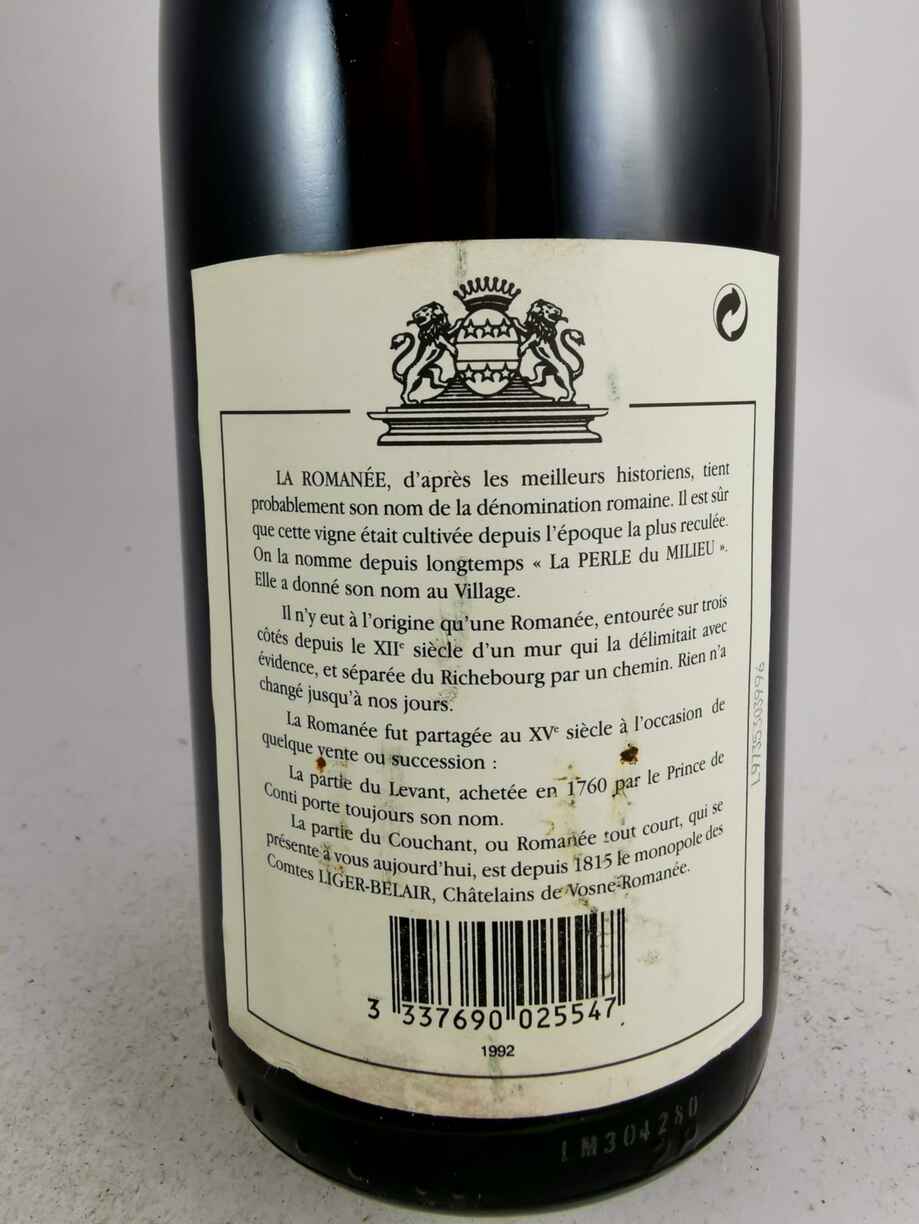 LA ROMANÉE, d'après les meilleurs historiens, tient
probablement son nom de la dénomination romaine. Il est sûr
que cette vigne était cultivée depuis l'époque la plus reculée.
On la nomme depuis longtemps « La PERLE du MILIEU ».
Elle a donné son nom au Village.
Il n'y eut à l'origine qu'une Romanée, entourée sur trois
côtés depuis le XIIe siècle d'un mur qui la délimitait avec
évidence, et séparée du Richebourg par un chemin. Rien n'a
changé jusqu'à nos jours.
La Romanée fut partagée au XVe siècle à l'occasion de
quelque vente ou succession :
La partie du Levant, achetée en 1760 par le Prince de
Conti porte toujours son nom.
La partie du Couchant, ou Romanée tout court, qui se
présente à vous aujourd'hui, est depuis 1815 le monopole des
Comtes LIGER-BELAIR, Châtelains de Vosne-Romanée.
3 337690 025547
1992
L9735303996
1M304280